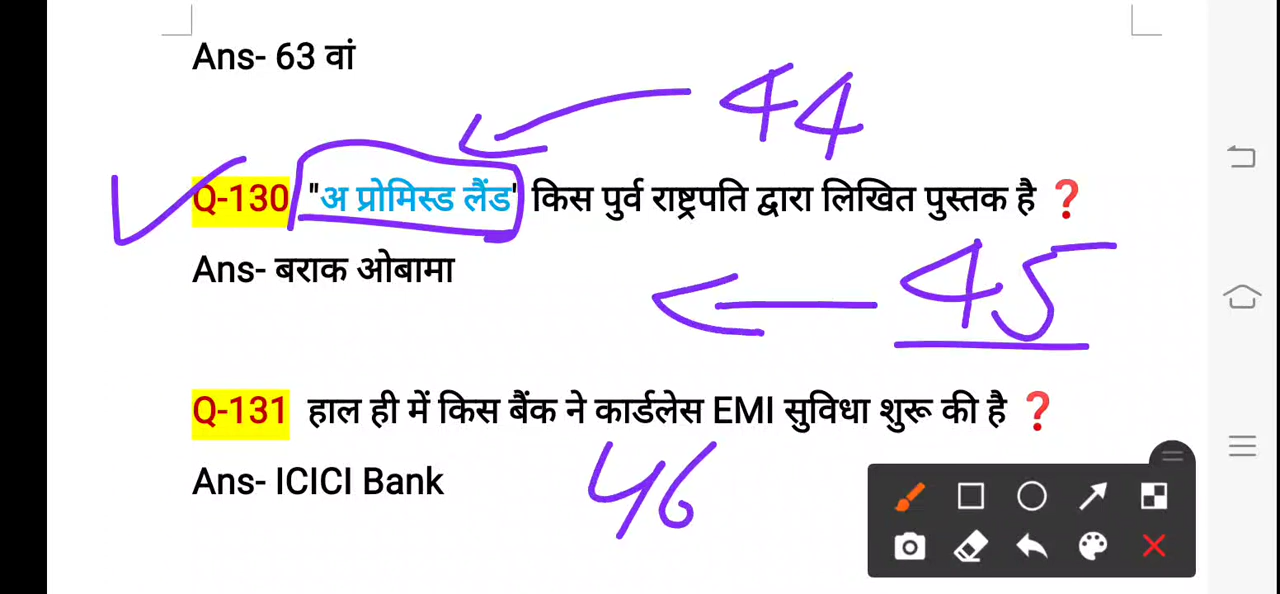 Ans- 63 वां
44
Q-130 "अ प्रोमिस्ड लैंड' किस पुर्व राष्ट्रपति द्वारा लिखित पुस्तक है ❓
Ans- बराक ओबामा
45
Q-131 हाल ही में किस बैंक ने कार्डलेस EMI सुविधा शुरू की है ❓
Ans- ICICI Bank
46